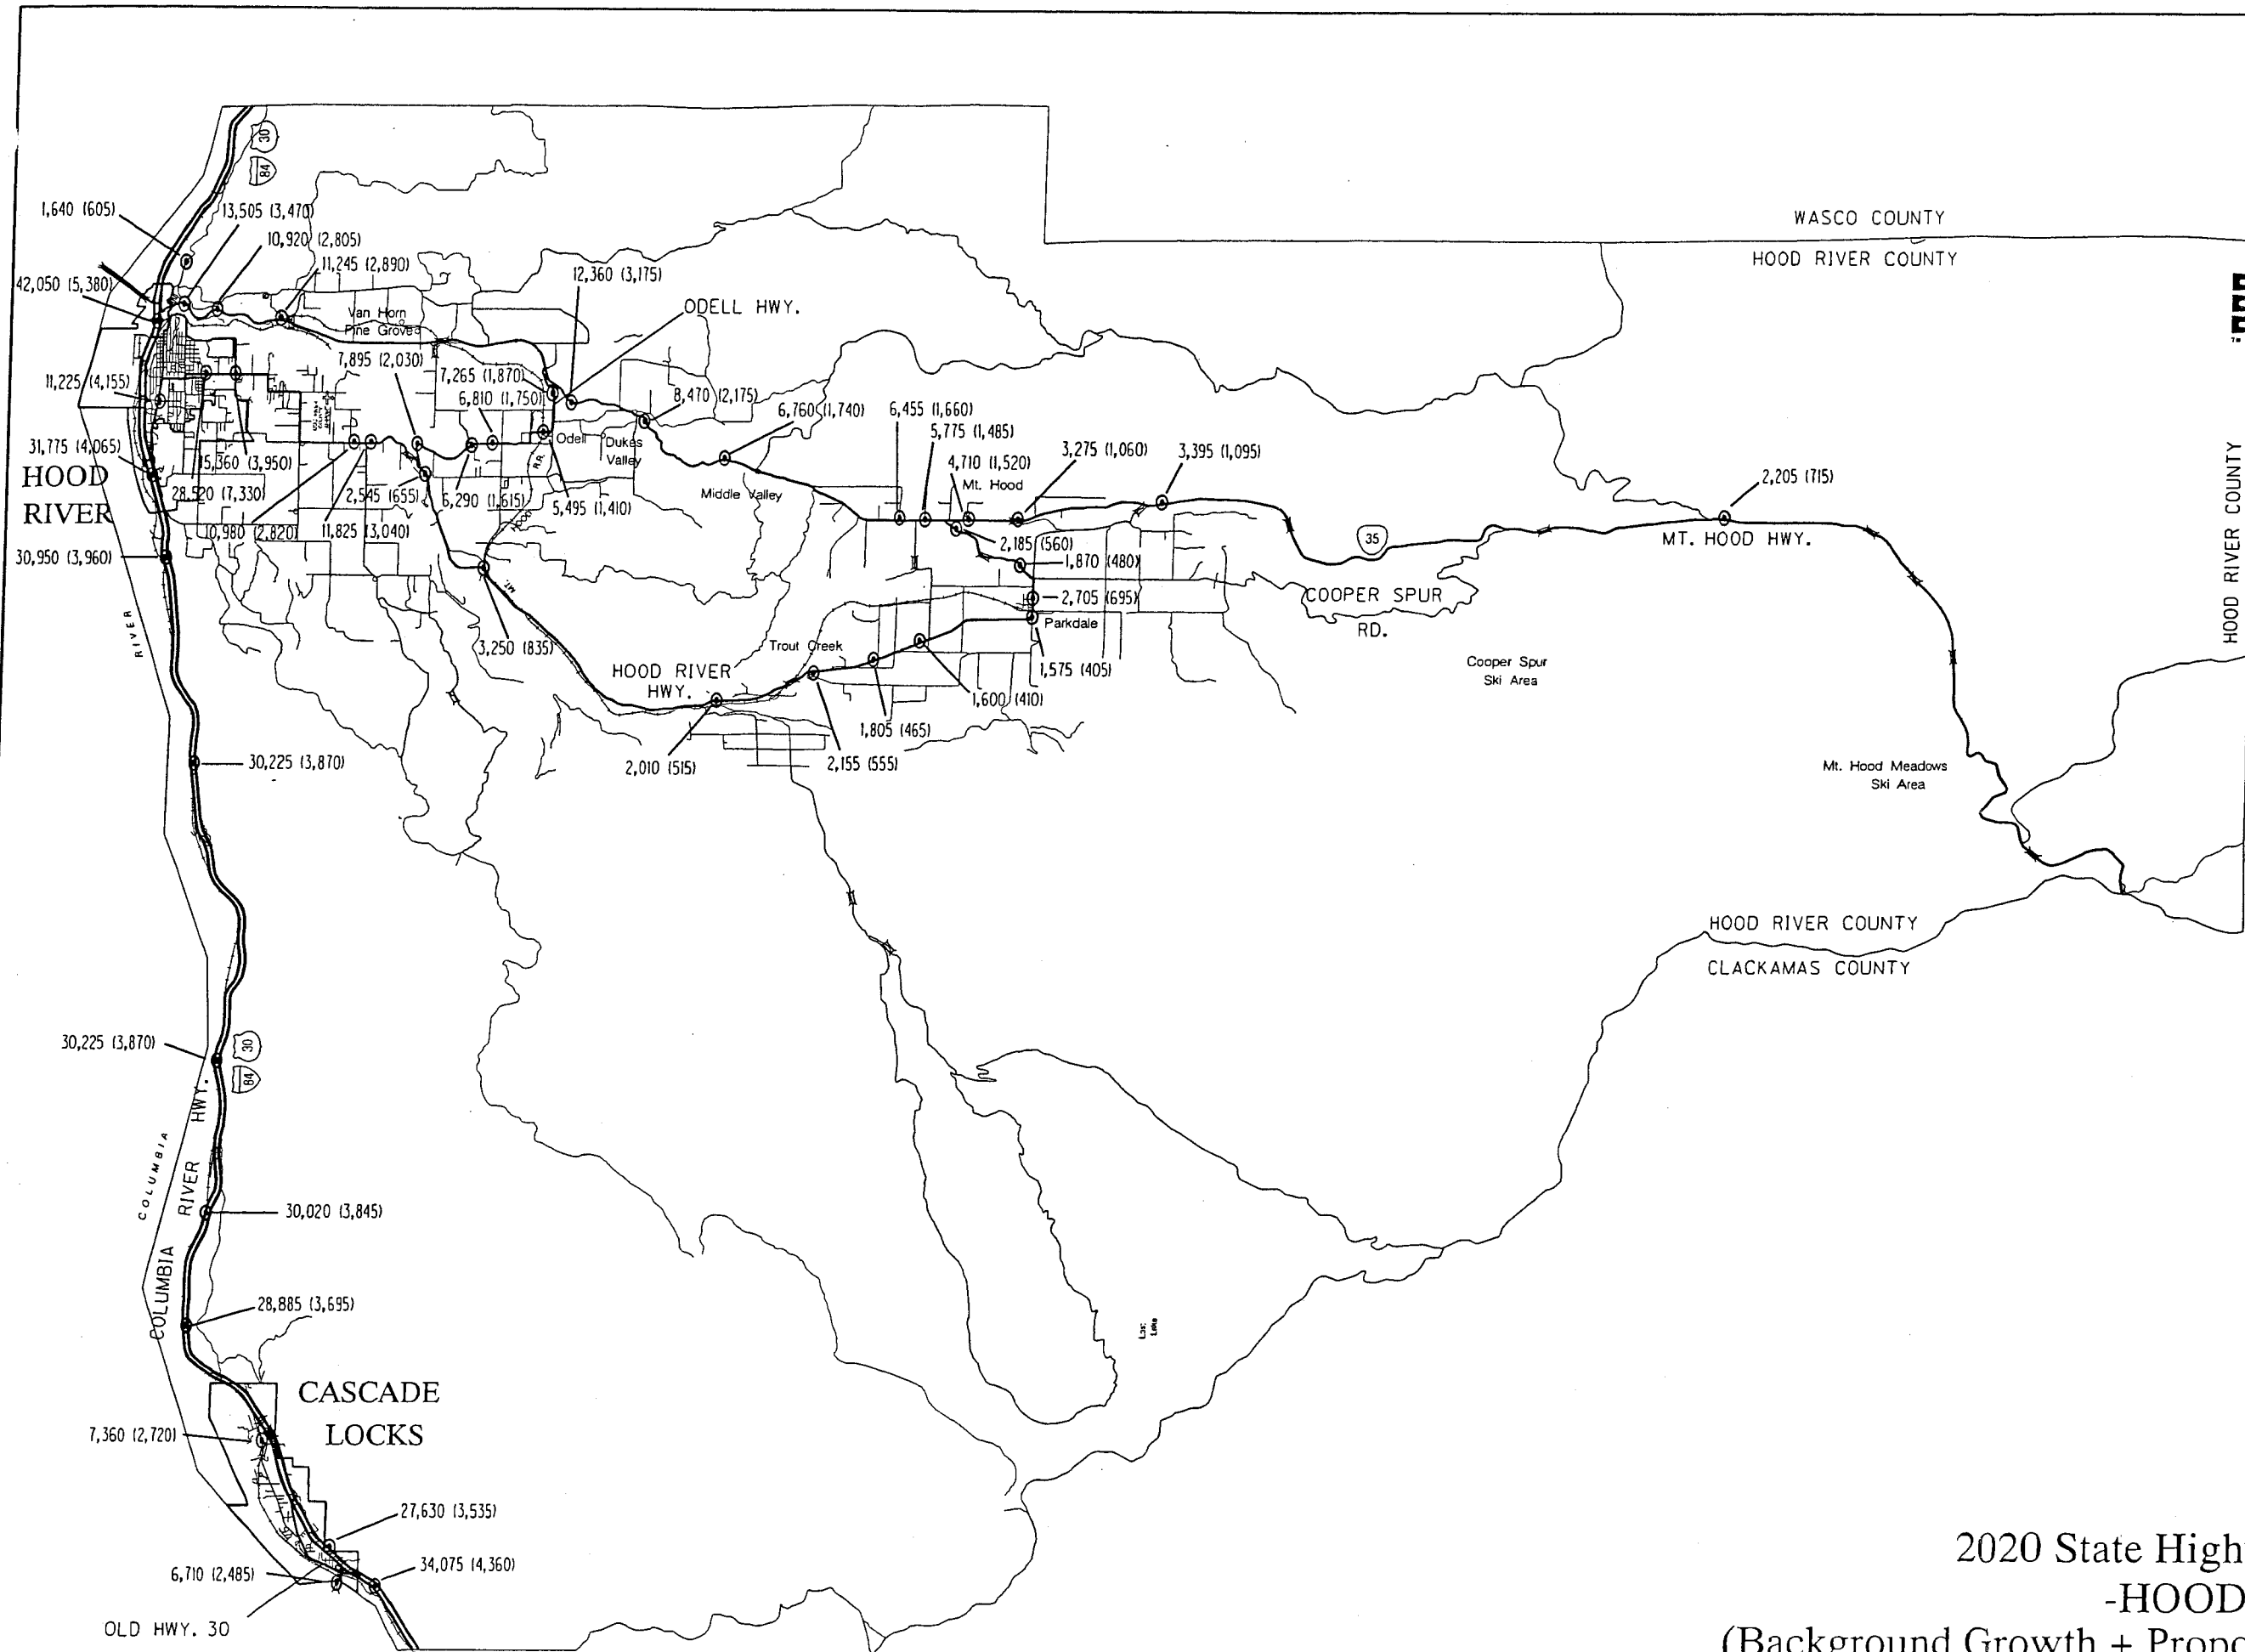 WASCO COUNTY
HOOD RIVER COUNTY
30
84
1,640 (605)
13,505 (3,470)
10,920 (2,805)
11,245 (2,890)
12,360 (3,175)
42,050 (5,380)
ODELL HWY.
Van Horn
Pine Grove
7,895 (2,030)
7,265 (1,870)
6,810 (1,750)
8,470 (2,175)
6,760 (1,740)
6,455 (1,660)
5,775 (1,485)
4,710 (1,520)
3,275 (1,060)
3,395 (1,095)
2,205 (715)
11,225 (4,155)
Odell
Dukes
Valley
R.R.
Mt. Hood
31,775 (4,065)
HOOD
RIVER
15,360 (3,950)
28,520 (7,330)
2,545 (655)
6,290 (1,615)
5,495 (1,410)
Middle Valley
10,980 (2,820)
11,825 (3,040)
HOOD
MT.
30,950 (3,960)
2,185 (560)
1,870 (480)
2,705 (695)
35
MT. HOOD HWY.
HOOD RIVER COUNTY
COOPER SPUR
RD.
Parkdale
1,575 (405)
Cooper Spur
Ski Area
RIVER
3,250 (835)
Trout Creek
HOOD RIVER
HWY.
1,600 (410)
1,805 (465)
2,155 (555)
2,010 (515)
30,225 (3,870)
Mt. Hood Meadows
Ski Area
HOOD RIVER COUNTY
CLACKAMAS COUNTY
30,225 (3,870)
30
84
COLUMBIA
COLUMBIA RIVER HWY.
30,020 (3,845)
28,885 (3,695)
Lost
Lake
CASCADE
LOCKS
7,360 (2,720)
27,630 (3,535)
34,075 (4,360)
6,710 (2,485)
OLD HWY. 30
2020 State High
-HOOD
(Background Growth + Propo